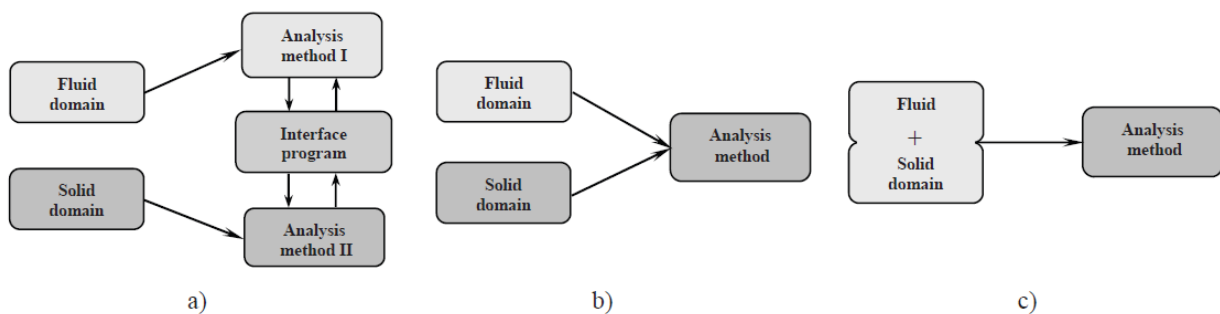 Fluid
domain
Solid
domain
Analysis
method I
Interface
program
Analysis
method II
a)
Fluid
domain
Solid
domain
Analysis
method
b)
Fluid
+
Solid
domain
Analysis
method
c)